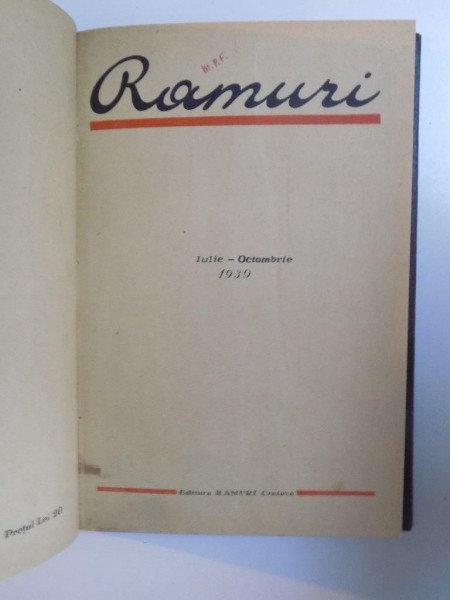 M.P.F.
Ramuri
Iulie – Octombrie
1939
Editura RAMURI Craiova
Prețul Lei 20